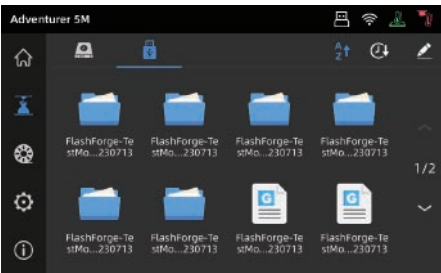 Adventurer 5M
A
Z
FlashForge-Te
stMo...230713
FlashForge-Te
stMo...230713
FlashForge-Te
stMo...230713
FlashForge-Te
stMo...230713
1/2
G
G
FlashForge-Te
stMo...230713
FlashForge-Te
stMo...230713
FlashForge-Te
stMo...230713
FlashForge-Te
stMo...230713